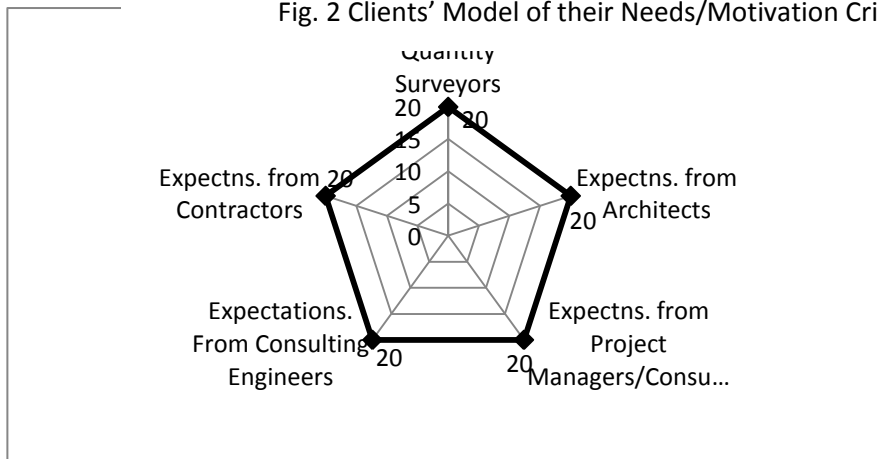 Fig. 2 Clients’ Model of their Needs/Motivation Cri
Quantity
Surveyors
20
20
15
10
5
0
Expectns. from
Architects
20
Expectns. from
Project
Managers/Consu...
20
Expectations.
From Consulting
Engineers
20
Expectns. from
Contractors
20